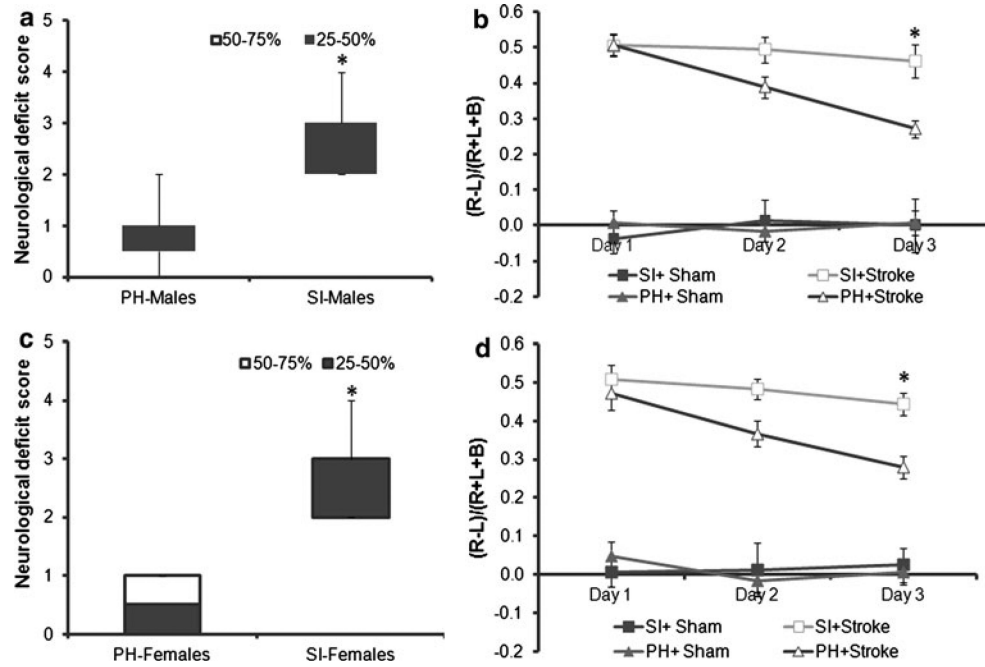 a
Neurological deficit score
5
4
3
2
1
0
50-75% 25-50%
*
PH-Males SI-Males
b
(R-L)/(R+L+B)
0.6
0.5
0.4
0.3
0.2
0.1
0.0
-0.1
-0.2
*
Day 1 Day 2 Day 3
SI+ Sham SI+Stroke
PH+ Sham PH+Stroke
c
Neurological deficit score
5
4
3
2
1
0
50-75% 25-50%
*
PH-Females SI-Females
d
(R-L)/(R+L+B)
0.6
0.5
0.4
0.3
0.2
0.1
0.0
-0.1
-0.2
*
Day 1 Day 2 Day 3
SI+ Sham SI+Stroke
PH+ Sham PH+Stroke